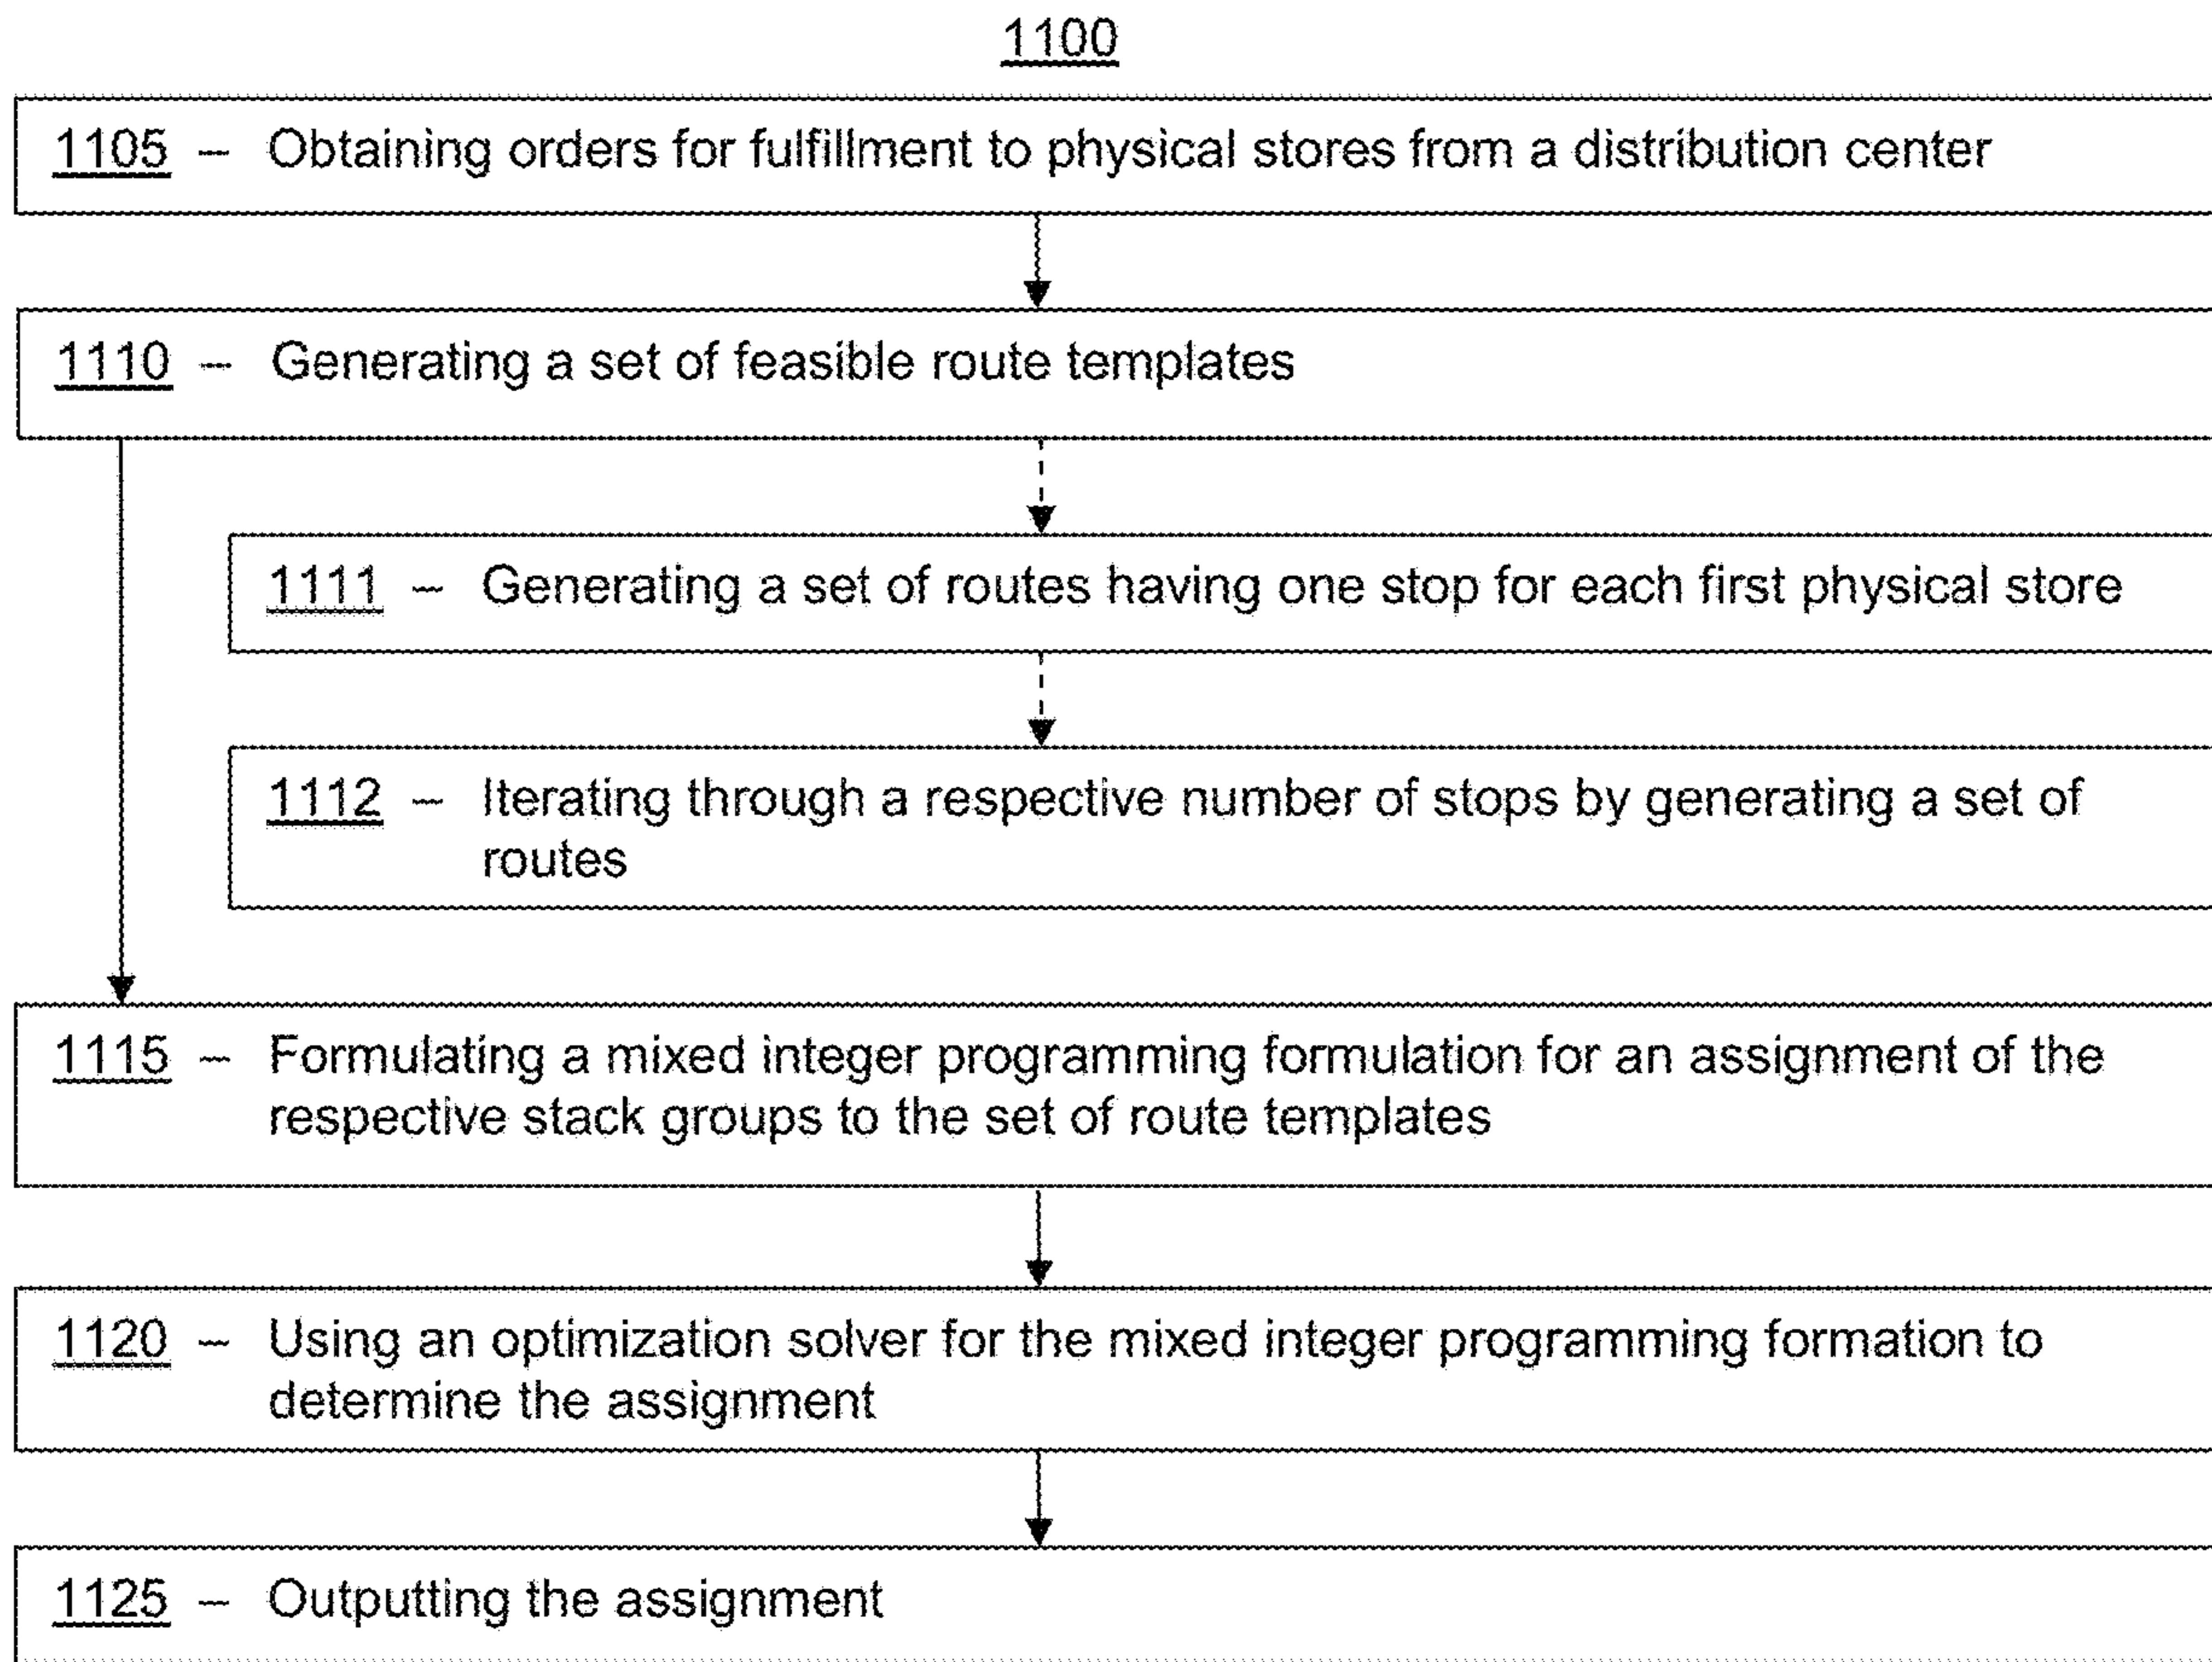 1100
1105 – Obtaining orders for fulfillment to physical stores from a distribution center
1110 – Generating a set of feasible route templates
1111 – Generating a set of routes having one stop for each first physical store
1112 – Iterating through a respective number of stops by generating a set of
routes
1115 – Formulating a mixed integer programming formulation for an assignment of the
respective stack groups to the set of route templates
1120 – Using an optimization solver for the mixed integer programming formation to
determine the assignment
1125 – Outputting the assignment